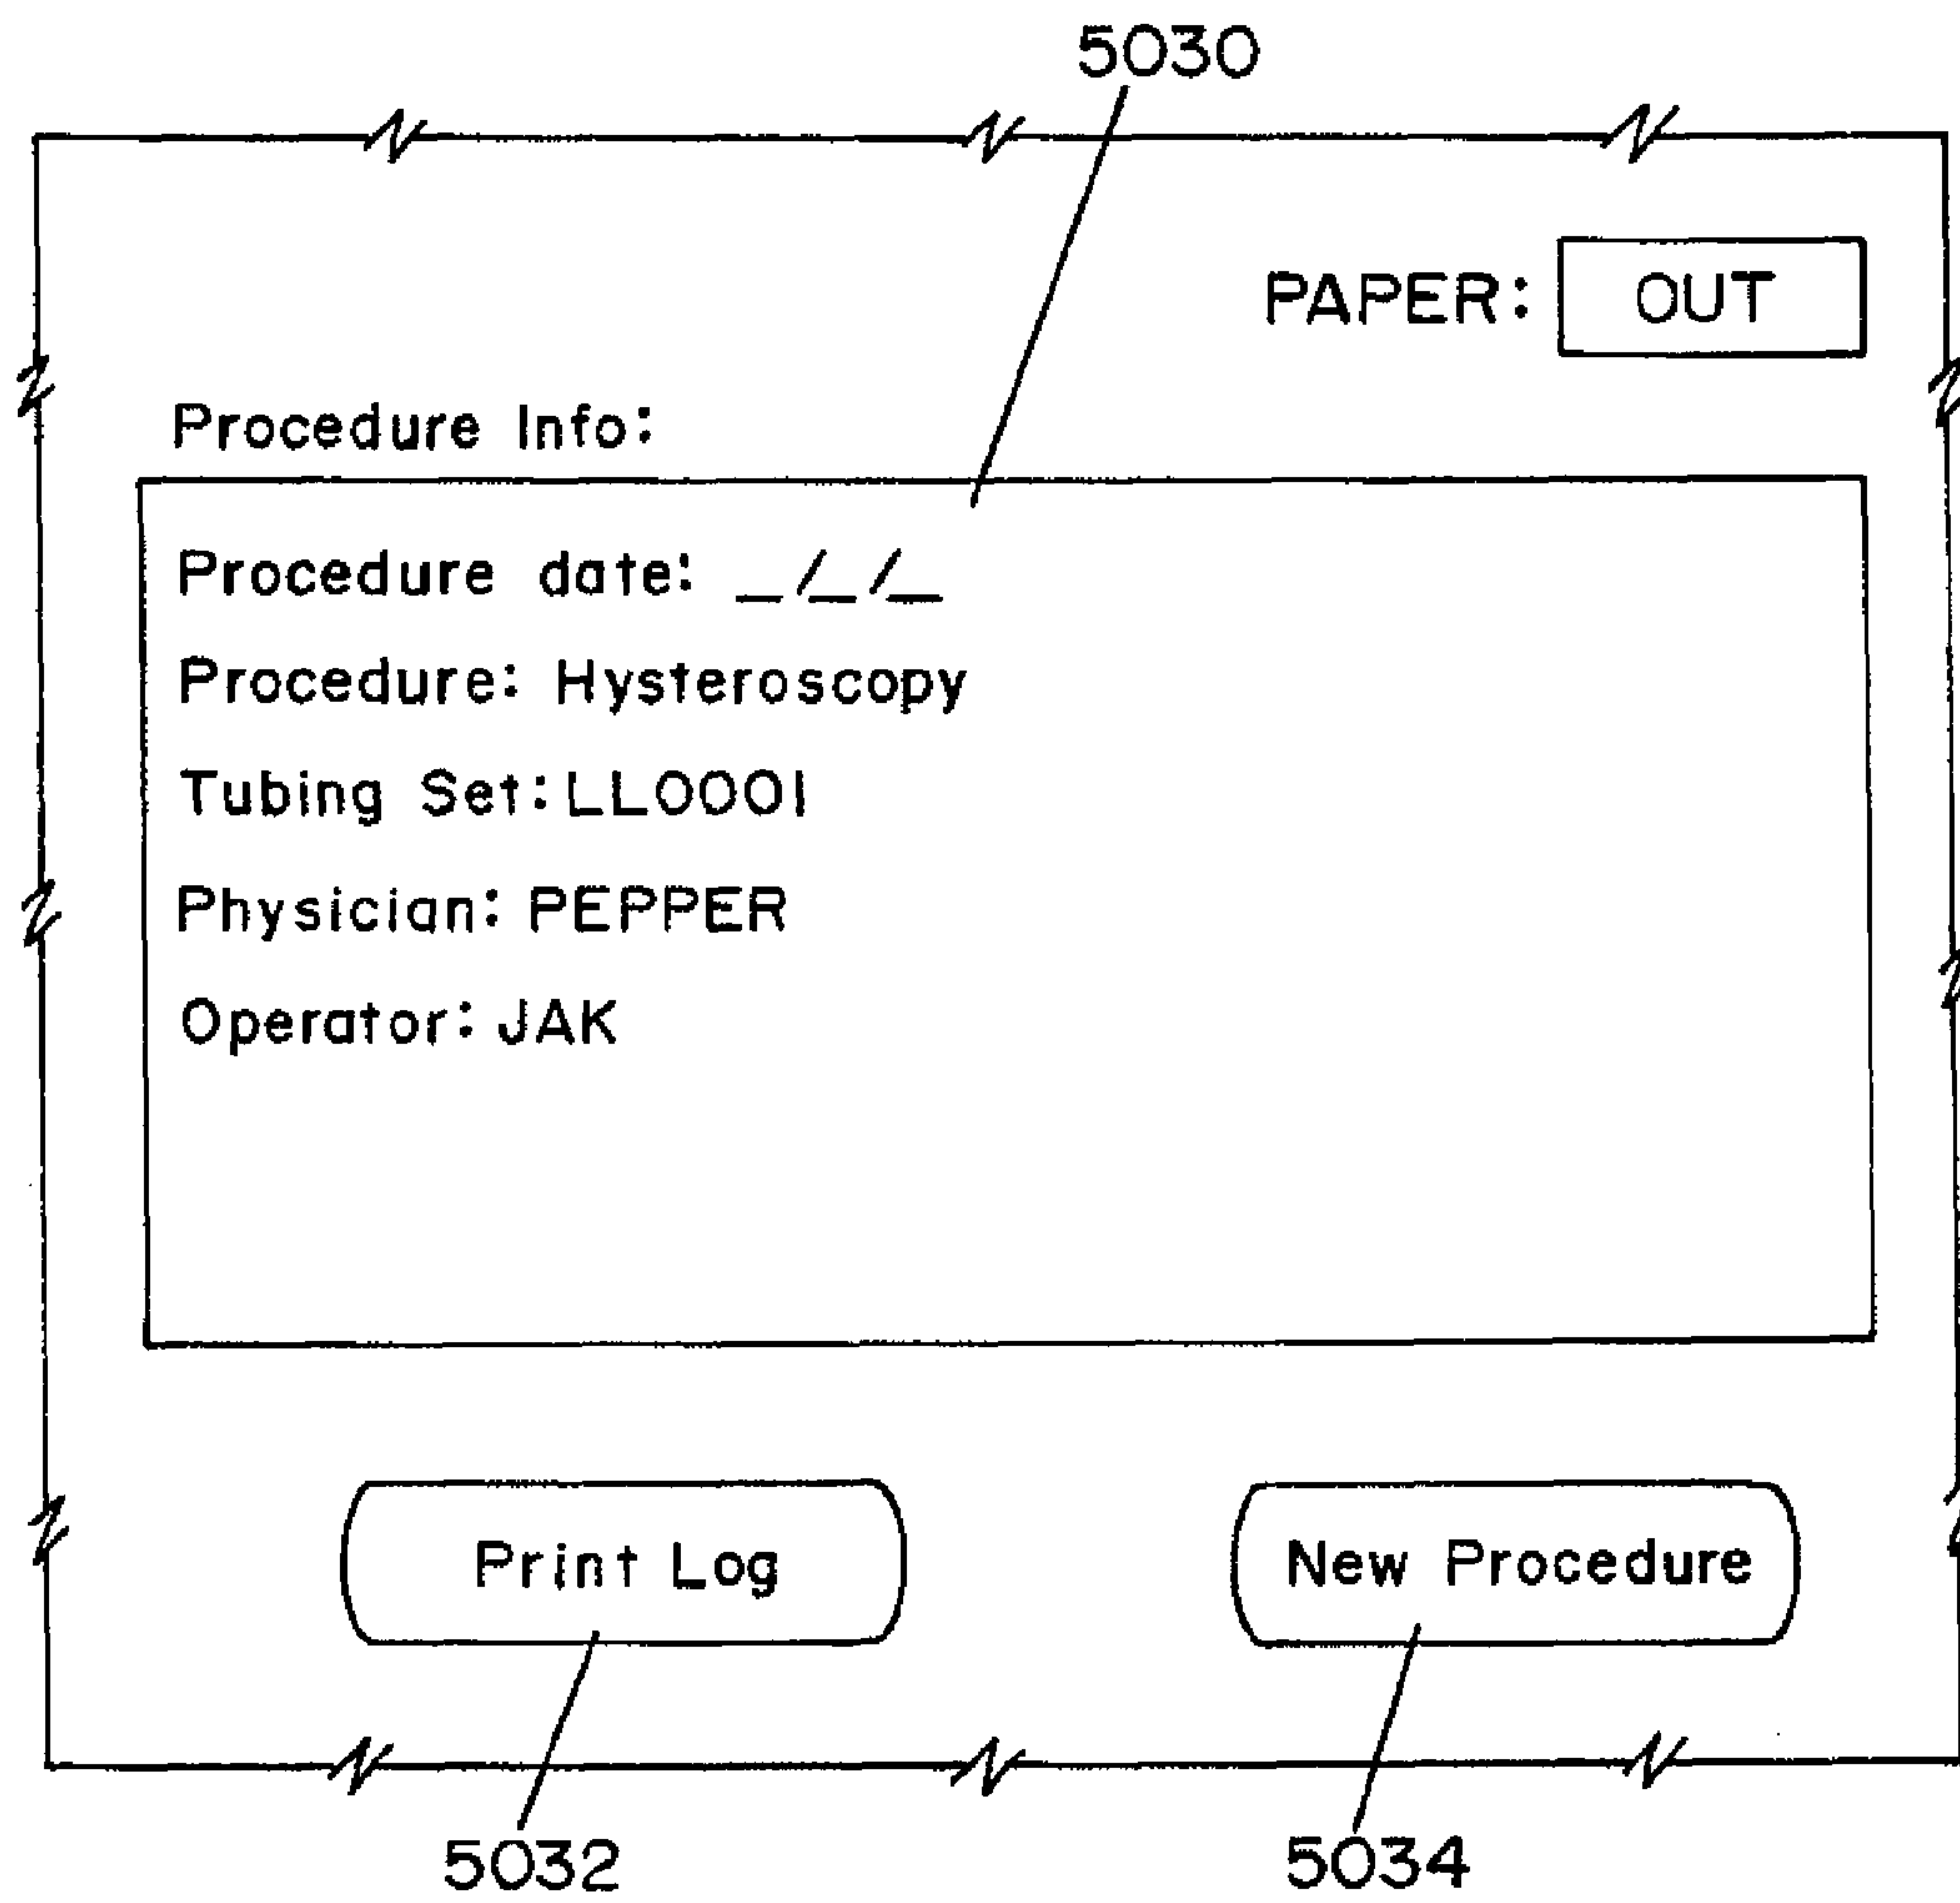 5030
PAPER: OUT
Procedure Info:
Procedure date: _/_/_
Procedure: Hysteroscopy
Tubing Set: LL0001
Physician: PEPPER
Operator: JAK
Print Log
New Procedure
5032
5034